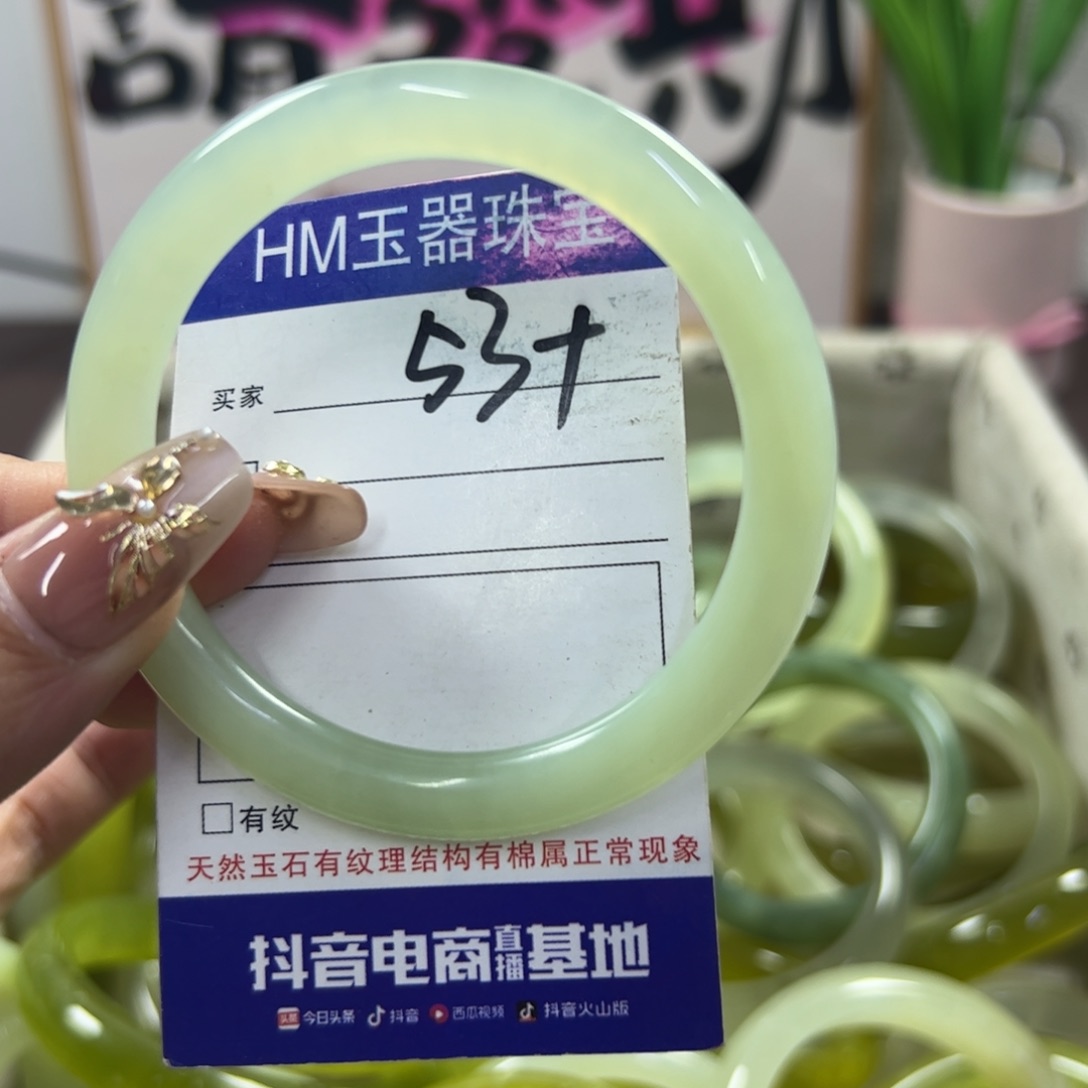 HM玉器珠宝
53+
买家
有纹
天然玉石有纹理结构有棉属正常现象
抖音电商直播基地
头条 今日头条 抖音 西瓜视频 抖音火山版